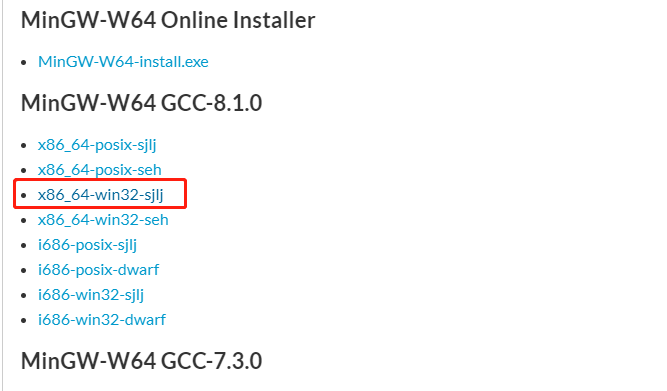 MinGW-W64 Online Installer
MinGW-W64-install.exe
MinGW-W64 GCC-8.1.0
x86_64-posix-sjlj
x86_64-posix-seh
x86_64-win32-sjlj
x86_64-win32-seh
i686-posix-sjlj
i686-posix-dwarf
i686-win32-sjlj
i686-win32-dwarf
MinGW-W64 GCC-7.3.0